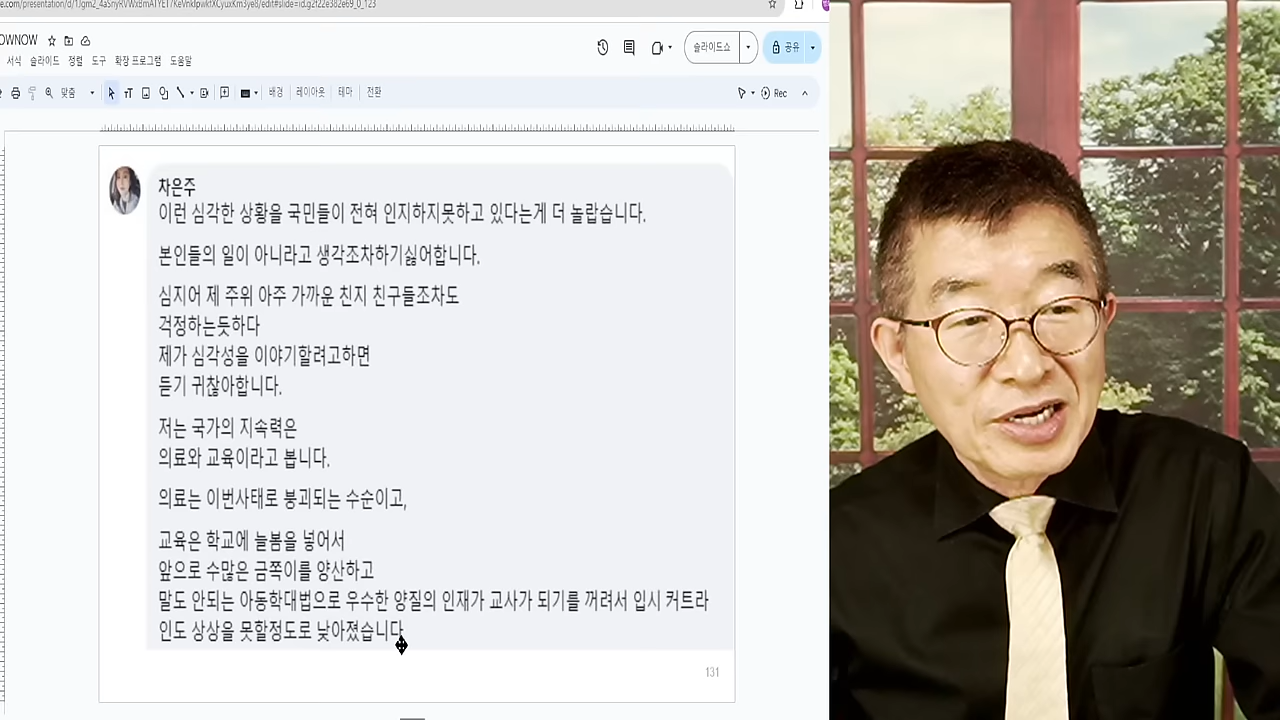 OWNOW
슬라이드쇼
공유
서식 슬라이드 정렬 도구 확장 프로그램 도움말
맞춤 배경 레이아웃 테마 전환 Rec
차은주
이런 심각한 상황을 국민들이 전혀 인지하지못하고 있다는게 더 놀랍습니다.
본인들의 일이 아니라고 생각조차하기싫어합니다.
심지어 제 주위 아주 가까운 친지 친구들조차도
걱정하는듯하다
제가 심각성을 이야기할려고하면
듣기 귀찮아합니다.
저는 국가의 지속력은
의료와 교육이라고 봅니다.
의료는 이번사태로 붕괴되는 수순이고,
교육은 학교에 늘봄을 넣어서
앞으로 수많은 금쪽이를 양산하고
말도 안되는 아동학대법으로 우수한 양질의 인재가 교사가 되기를 꺼려서 입시 커트라
인도 상상을 못할정도로 낮아졌습니다
131